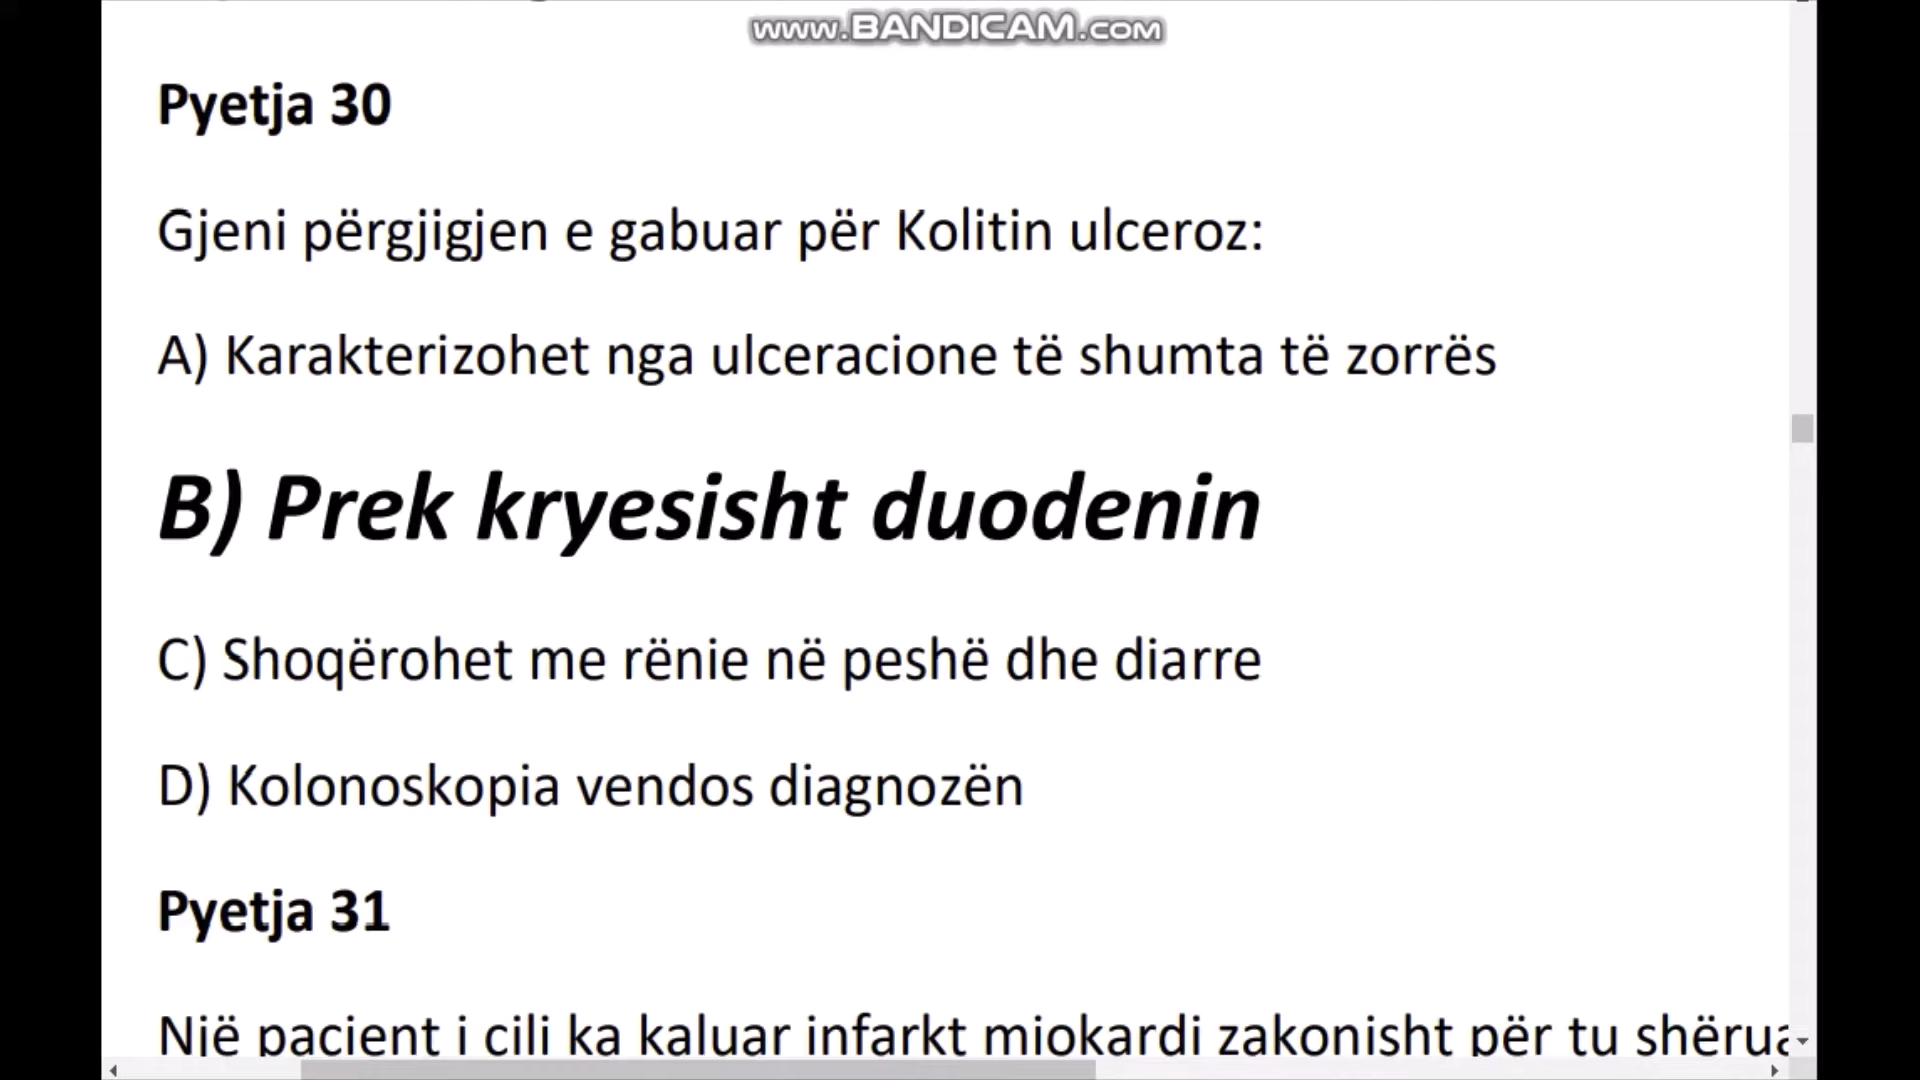 www.BANDICAM.com
Pyetja 30
Gjeni përgjigjen e gabuar për Kolitin ulceroz:
A) Karakterizohet nga ulceracione të shumta të zorrës
B) Prek kryesisht duodenin
C) Shoqërohet me rënie në peshë dhe diarre
D) Kolonoskopia vendos diagnozën
Pyetja 31
Një pacient i cili ka kaluar infarkt miokardi zakonisht për tu